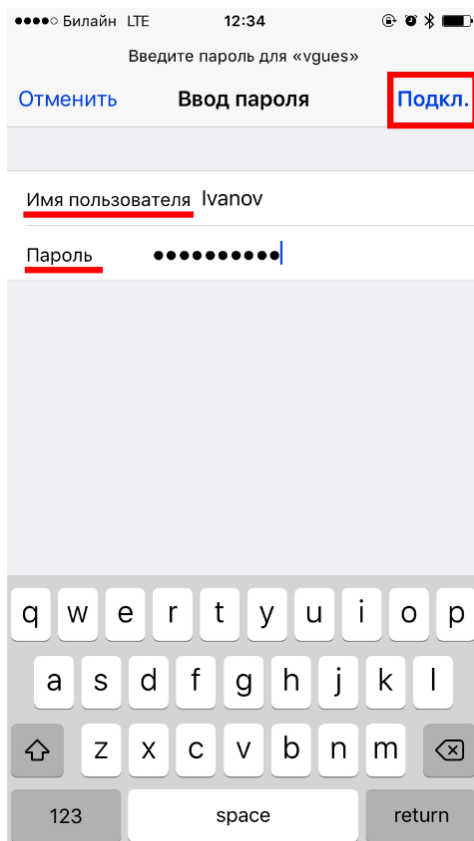 Билайн LTE 12:34
Введите пароль для «vgues»
Отменить Ввод пароля Подкл.
Имя пользователя Ivanov
Пароль ••••••••••
q w e r t y u i o p
a s d f g h j k l
z x c v b n m
123 space return